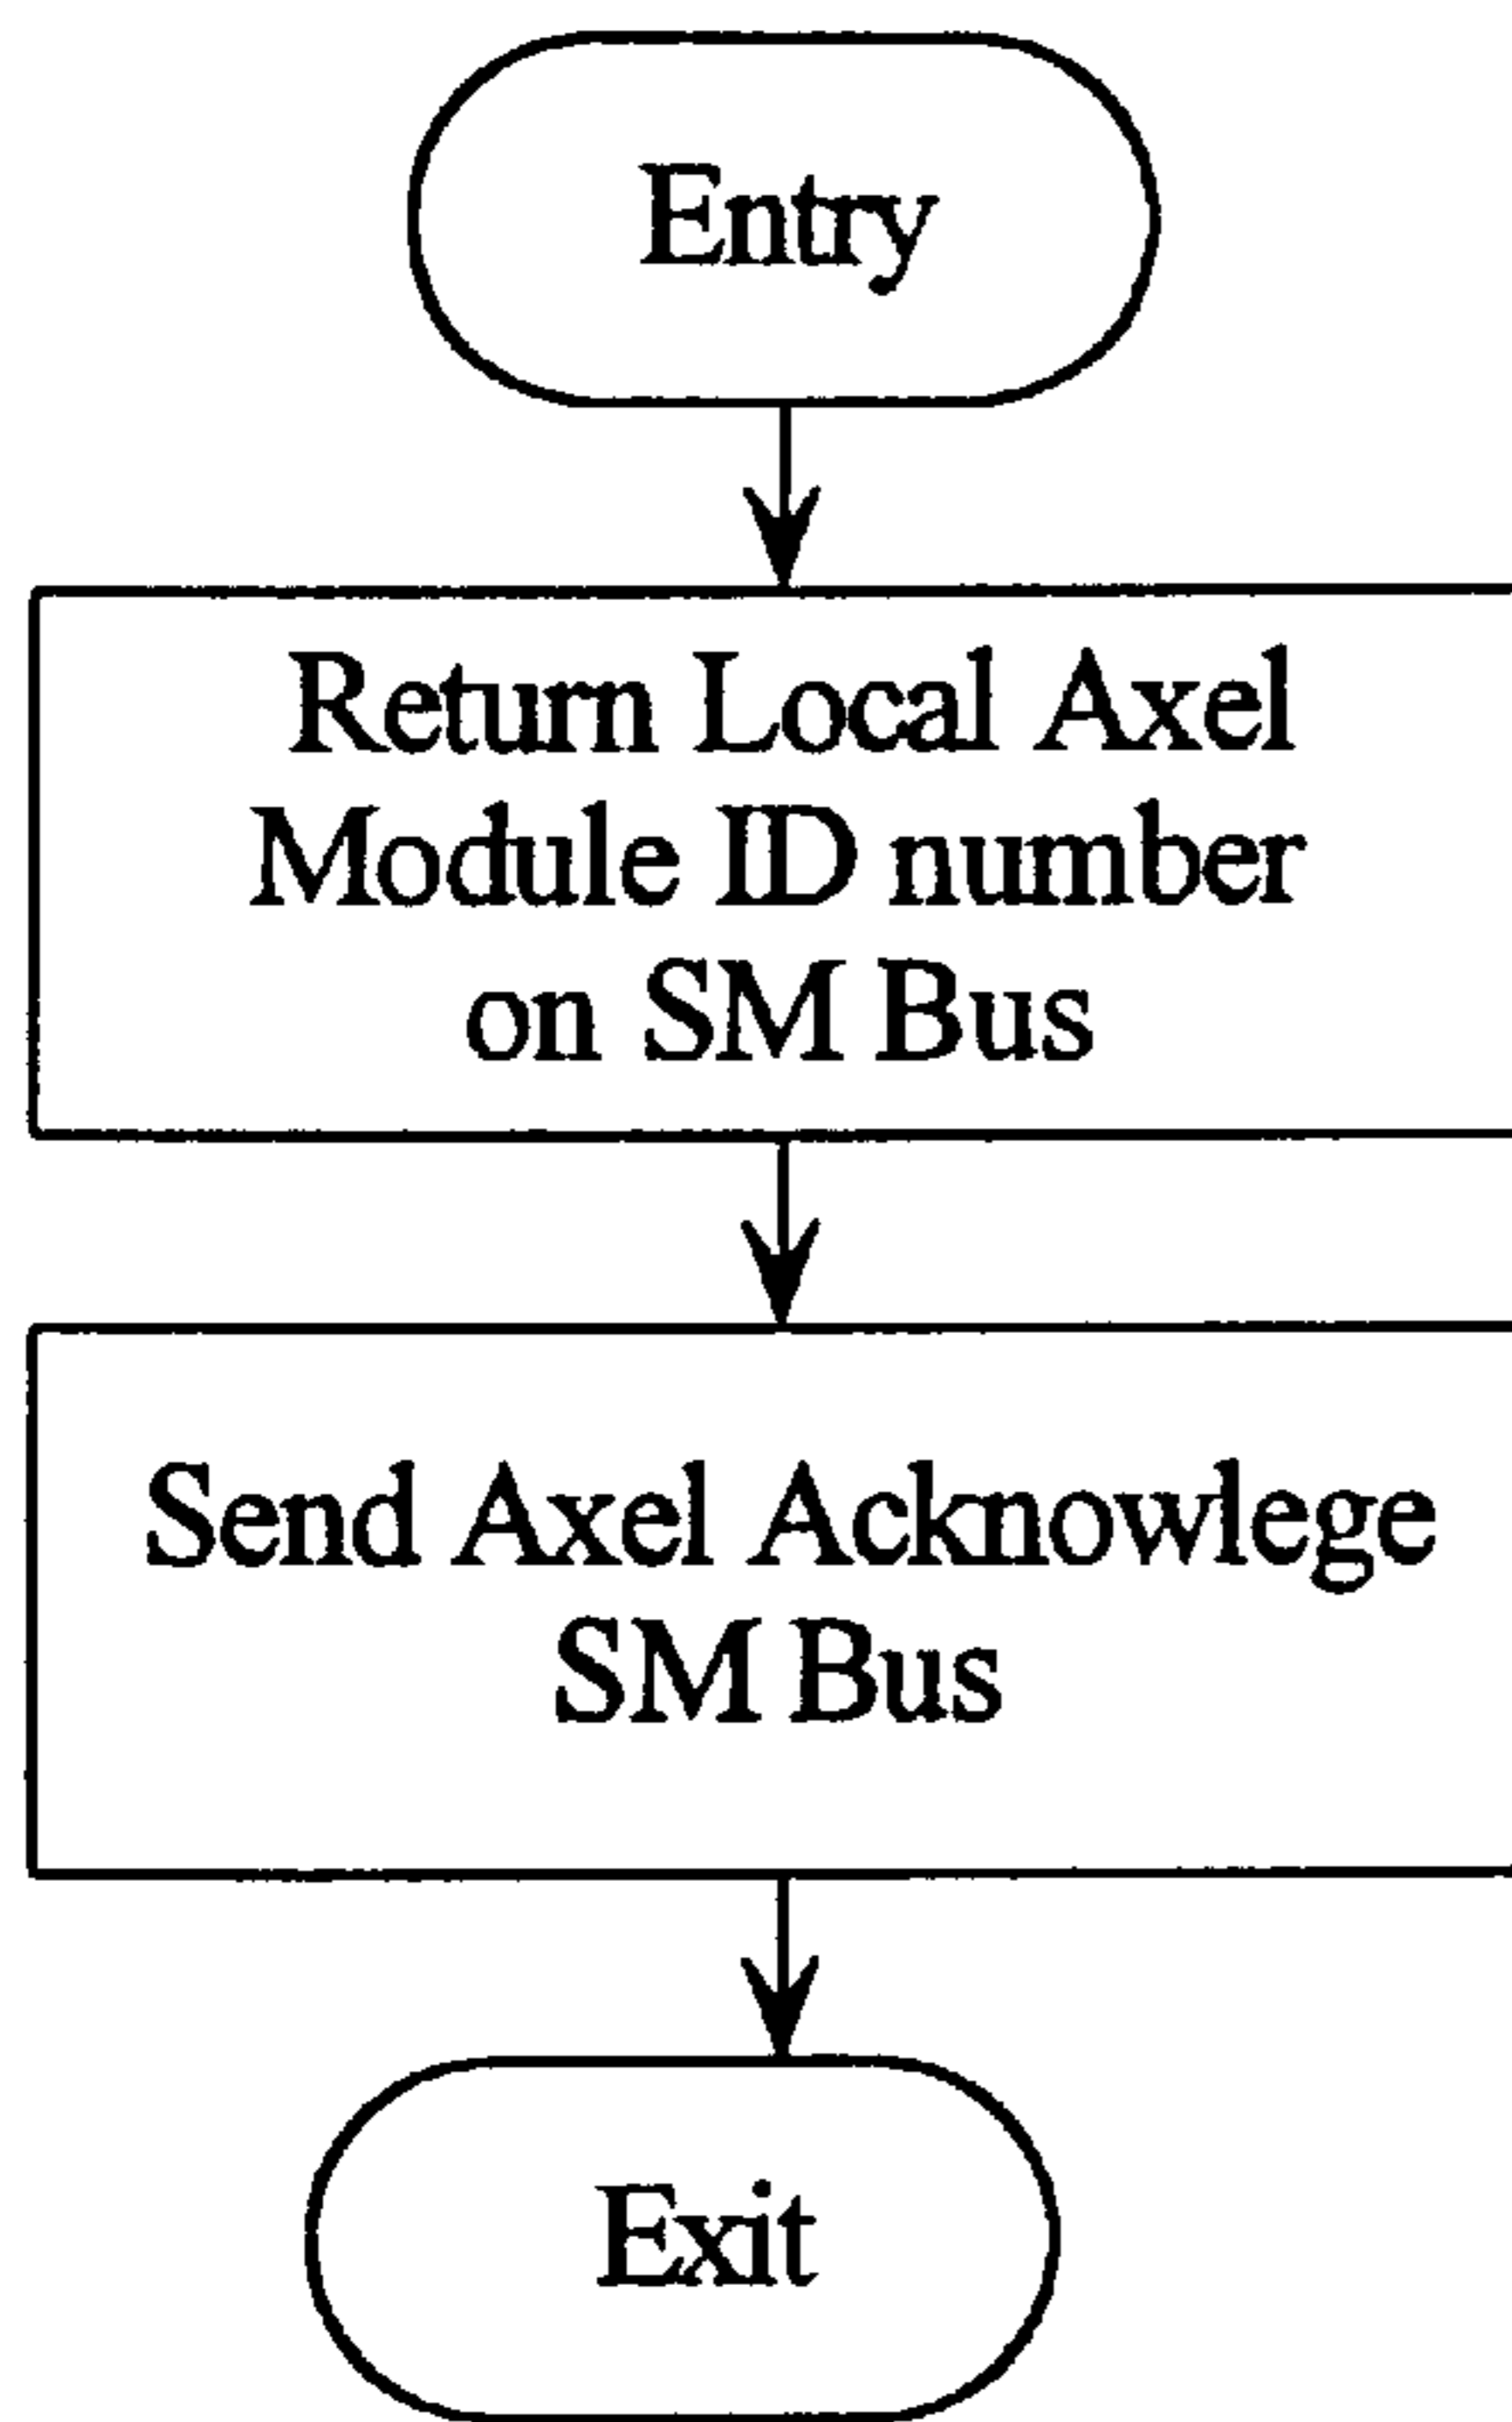 Entry
Return Local Axel
Module ID number
on SM Bus
Send Axel Acknowlege
SM Bus
Exit